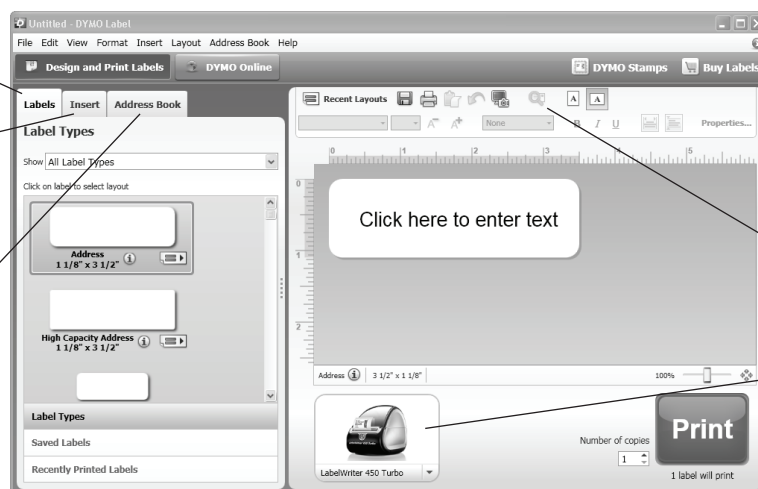 Untitled - DYMO Label
File Edit View Format Insert Layout Address Book Help
Design and Print Labels DYMO Online DYMO Stamps Buy Labels
Labels Insert Address Book
Label Types
Show All Label Types
Click on label to select layout
Address
1 1/8" x 3 1/2"
High Capacity Address
1 1/8" x 3 1/2"
Label Types
Saved Labels
Recently Printed Labels
Recent Layouts A A
A A None B I U Properties...
0 1 2 3 4 5
0
1
2
Click here to enter text
Address 3 1/2" x 1 1/8" 100%
LabelWriter 450 Turbo
Number of copies
1
Print
1 label will print